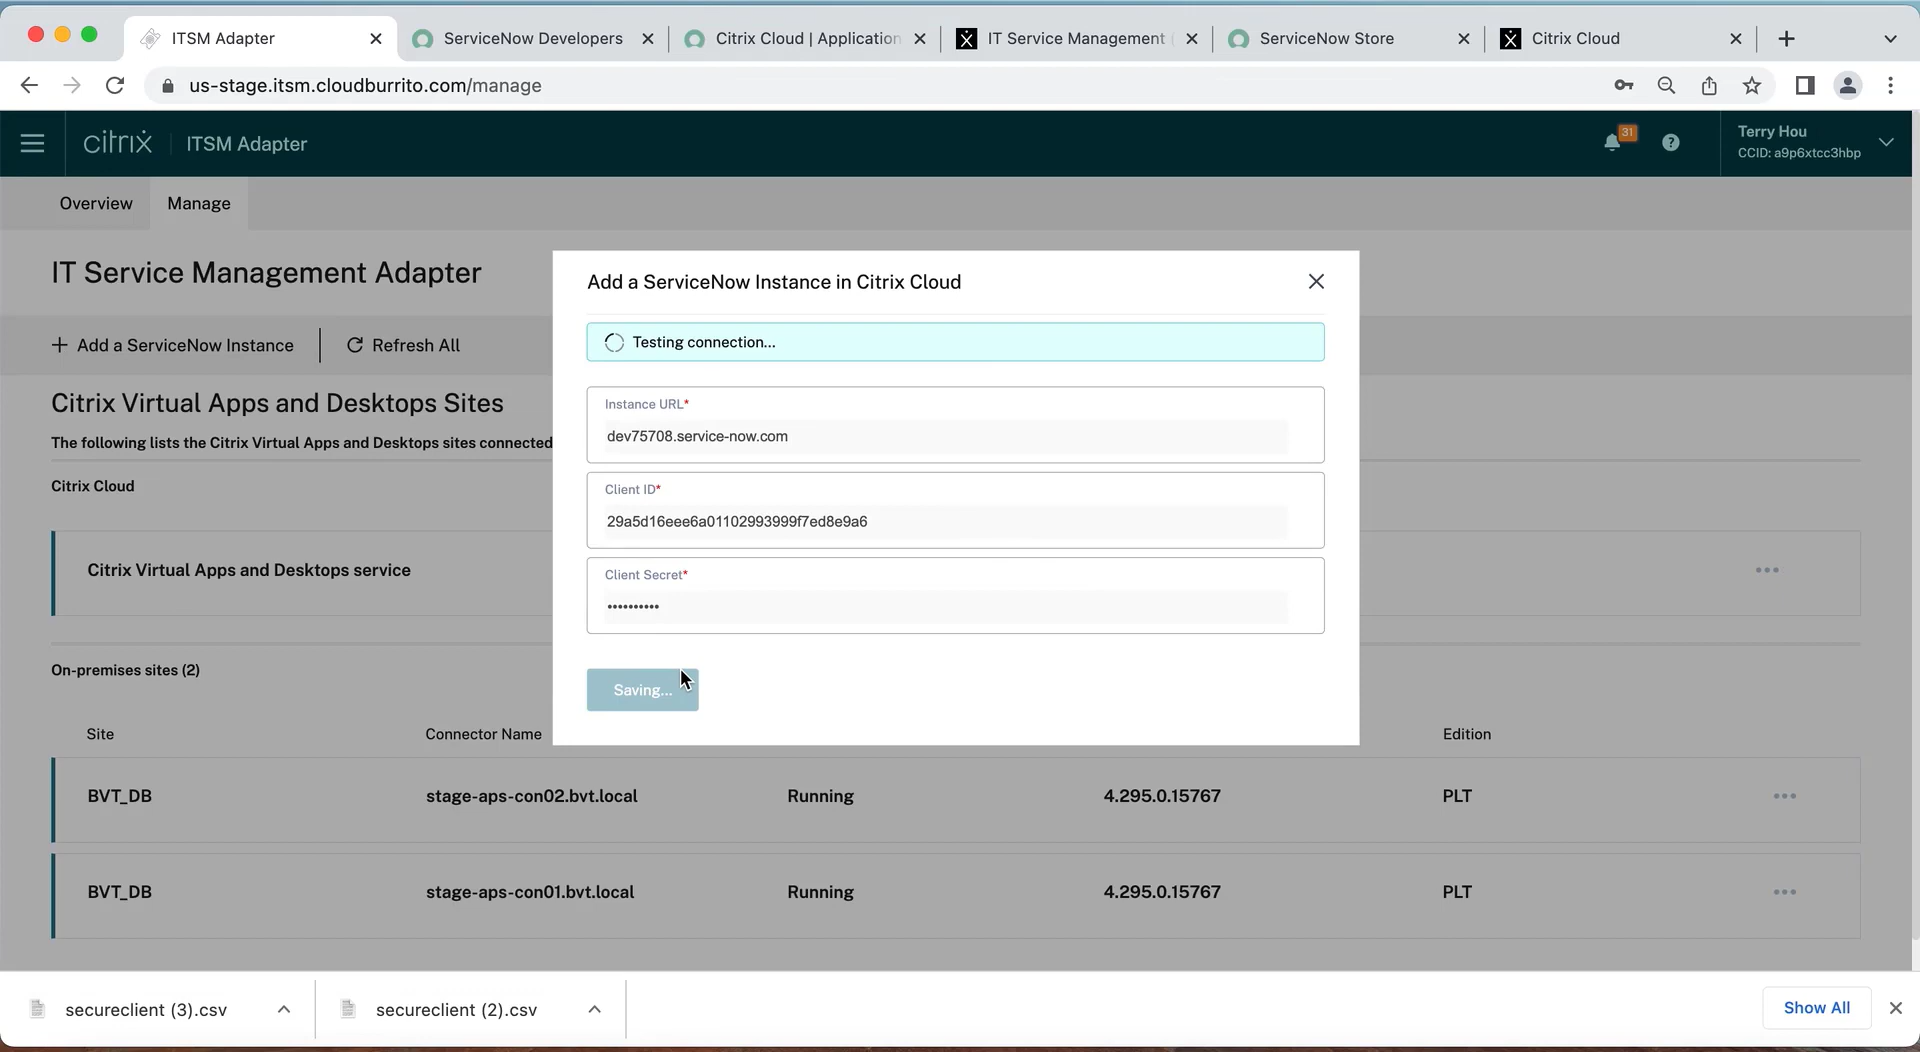 ITSM Adapter
ServiceNow Developers
Citrix Cloud | Application
IT Service Management
ServiceNow Store
Citrix Cloud
us-stage.itsm.cloudburrito.com/manage
citrix
ITSM Adapter
31
?
Terry Hou
CCID: a9p6xtcc3hbp
Overview
Manage
IT Service Management Adapter
Add a ServiceNow Instance
Refresh All
Citrix Virtual Apps and Desktops Sites
The following lists the Citrix Virtual Apps and Desktops sites connected
Citrix Cloud
Citrix Virtual Apps and Desktops service
On-premises sites (2)
Site
Connector Name
Edition
BVT_DB
stage-aps-con02.bvt.local
Running
4.295.0.15767
PLT
BVT_DB
stage-aps-con01.bvt.local
Running
4.295.0.15767
PLT
Add a ServiceNow Instance in Citrix Cloud
Testing connection...
Instance URL*
dev75708.service-now.com
Client ID*
29a5d16eee6a01102993999f7ed8e9a6
Client Secret*
••••••••••
Saving...
secureclient (3).csv
secureclient (2).csv
Show All